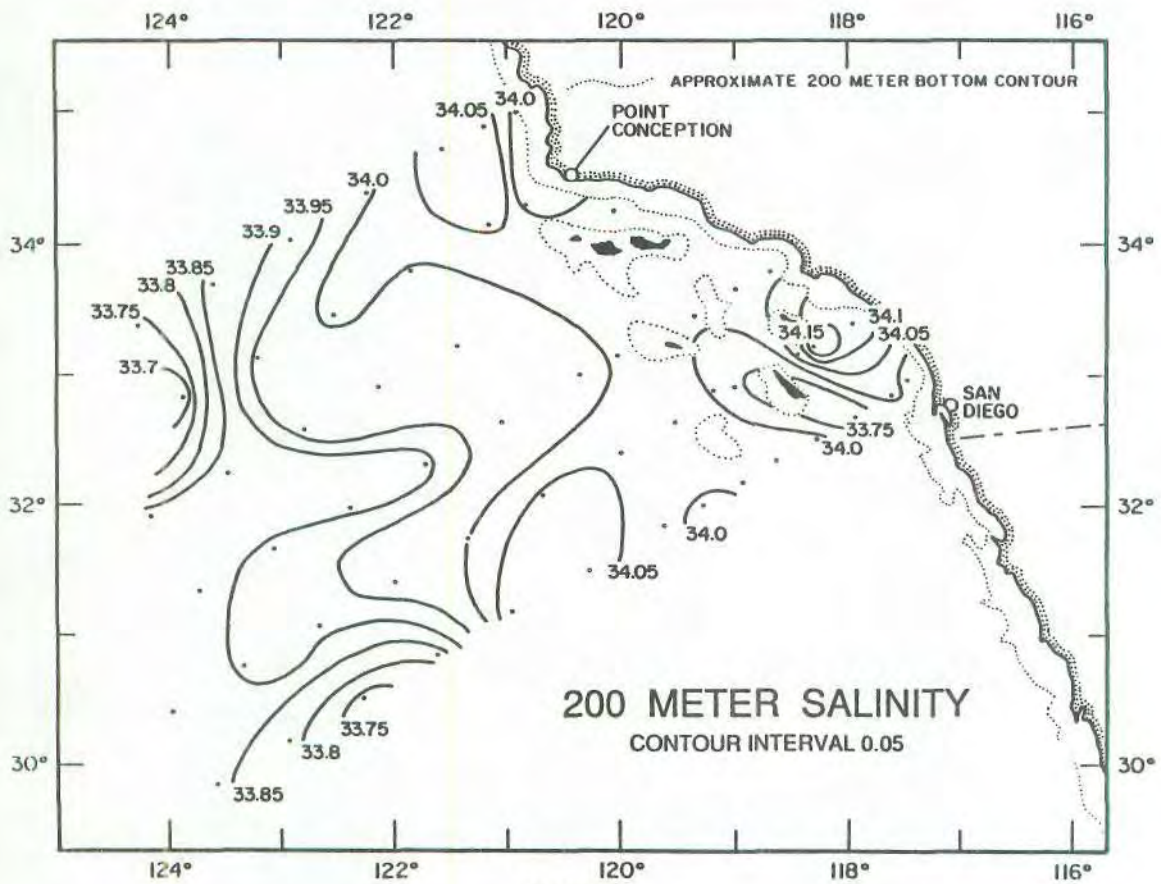 124° 122° 120° 118° 116°
APPROXIMATE 200 METER BOTTOM CONTOUR
34.05 34.0
POINT
CONCEPTION
34.0
33.95
33.9
34° 34°
33.85
33.8
33.75
34.1
34.15 34.05
33.7
SAN
DIEGO
33.75
34.0
32° 32°
34.0
34.05
200 METER SALINITY
33.75
CONTOUR INTERVAL 0.05
33.8
30° 30°
33.85
124° 122° 120° 118° 116°